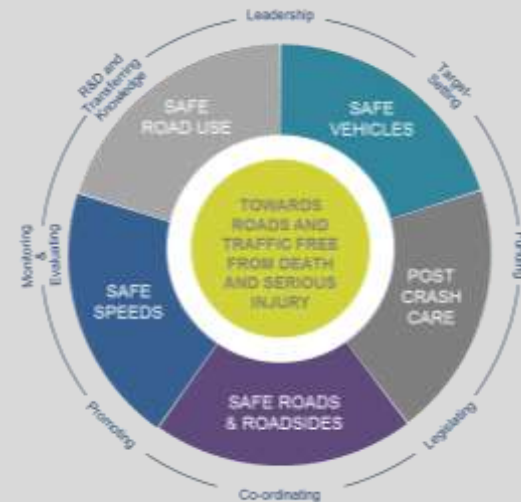 Leadership
Target-
Setting
Funding
Legislating
Co-ordinating
Promoting
Monitoring
&
Evaluating
R&D and
Transferring
Knowledge
SAFE
VEHICLES
POST
CRASH
CARE
SAFE ROADS
& ROADSIDES
SAFE
SPEEDS
SAFE
ROAD USE
TOWARDS
ROADS AND
TRAFFIC FREE
FROM DEATH
AND SERIOUS
INJURY